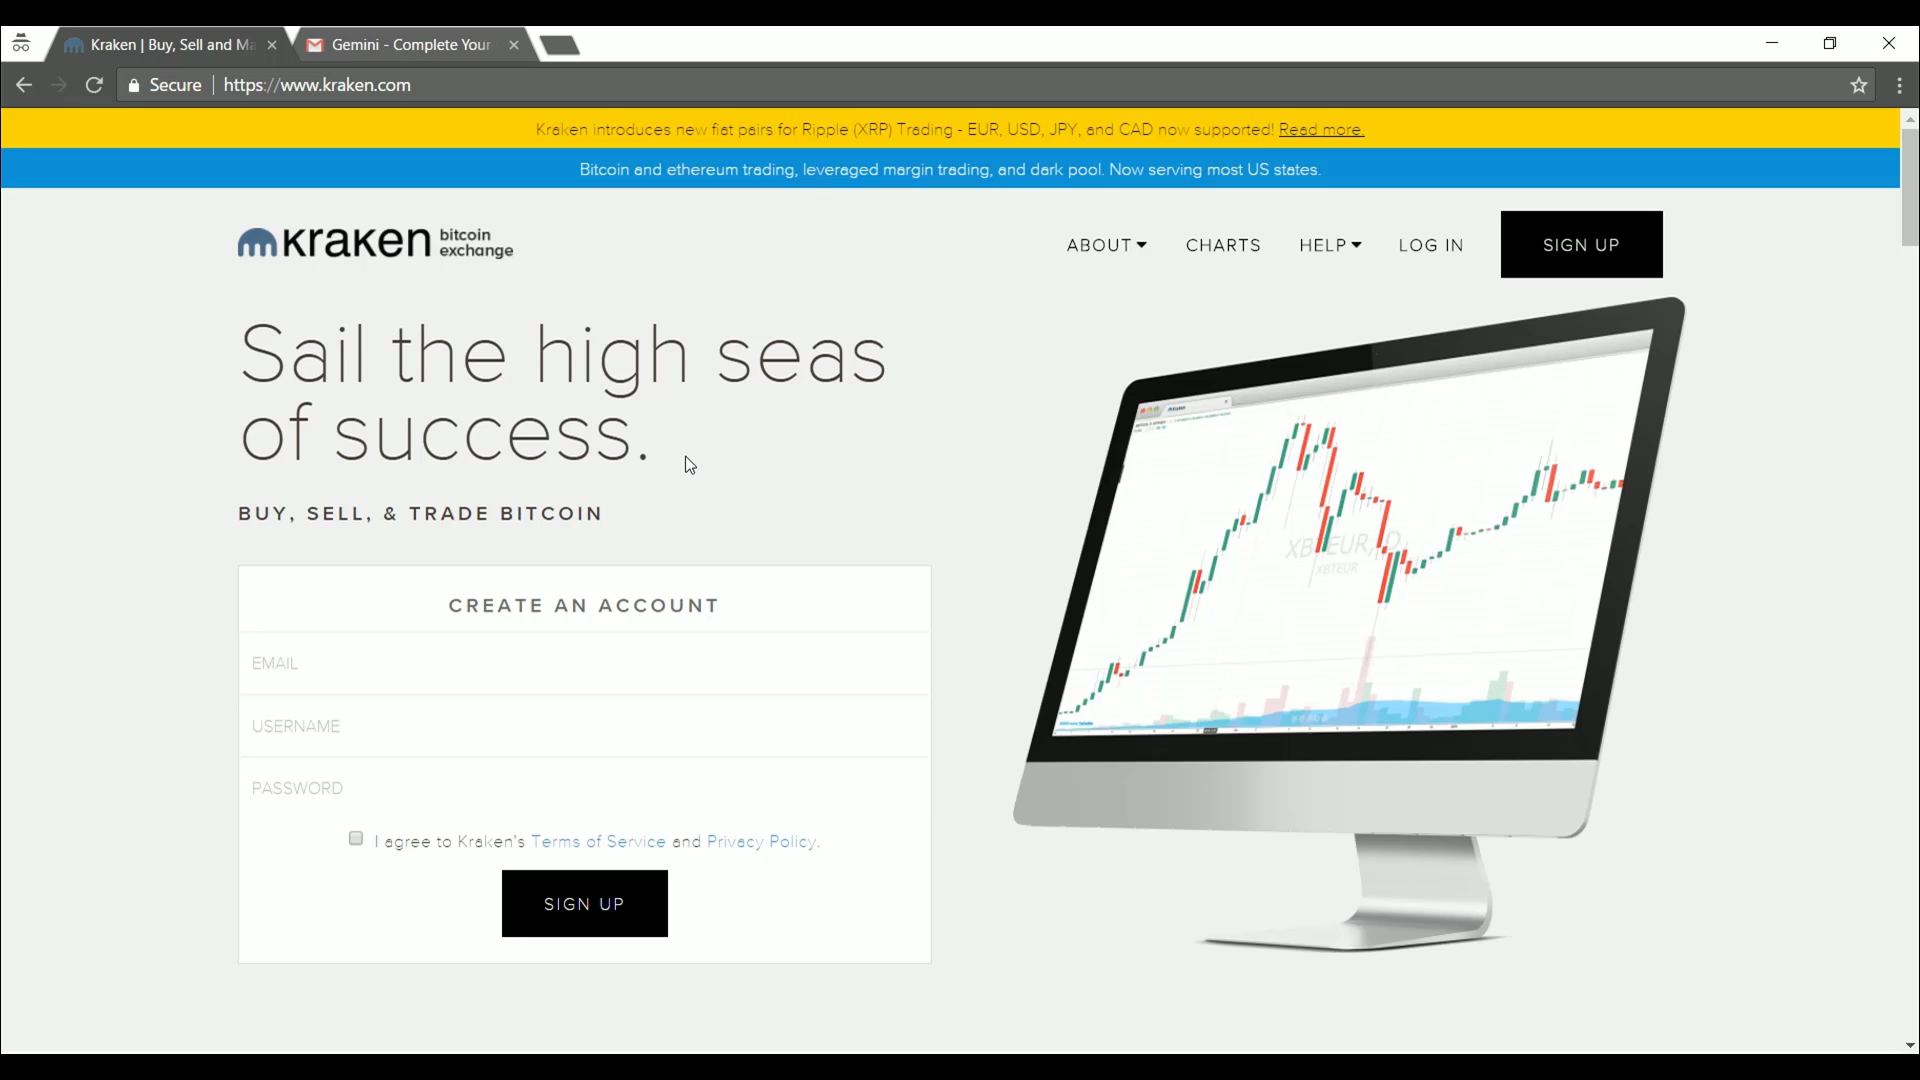 Kraken | Buy, Sell and Ma
Gemini - Complete Your
Secure
https://www.kraken.com
Kraken introduces new fiat pairs for Ripple (XRP) Trading - EUR, USD, JPY, and CAD now supported! Read more.
Bitcoin and ethereum trading, leveraged margin trading, and dark pool. Now serving most US states.
kraken bitcoin exchange
ABOUT
CHARTS
HELP
LOG IN
SIGN UP
Sail the high seas
of success.
BUY, SELL, & TRADE BITCOIN
CREATE AN ACCOUNT
EMAIL
USERNAME
PASSWORD
I agree to Kraken's Terms of Service and Privacy Policy.
SIGN UP
XBTEUR, D
XBTEUR